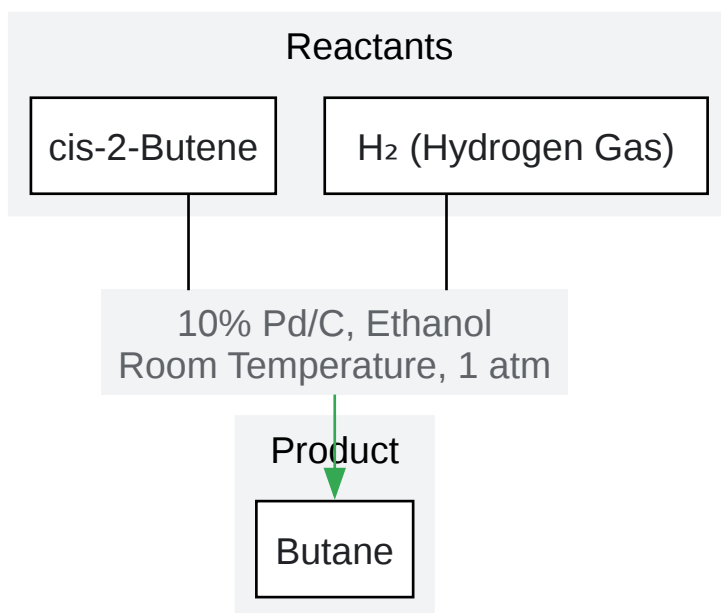 Reactants
cis-2-Butene
H₂ (Hydrogen Gas)
10% Pd/C, Ethanol
Room Temperature, 1 atm
Product
Butane